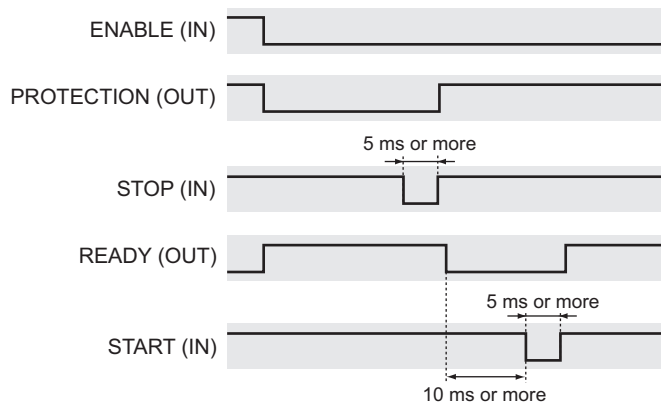 ENABLE (IN)
PROTECTION (OUT)
5 ms or more
STOP (IN)
READY (OUT)
5 ms or more
START (IN)
10 ms or more